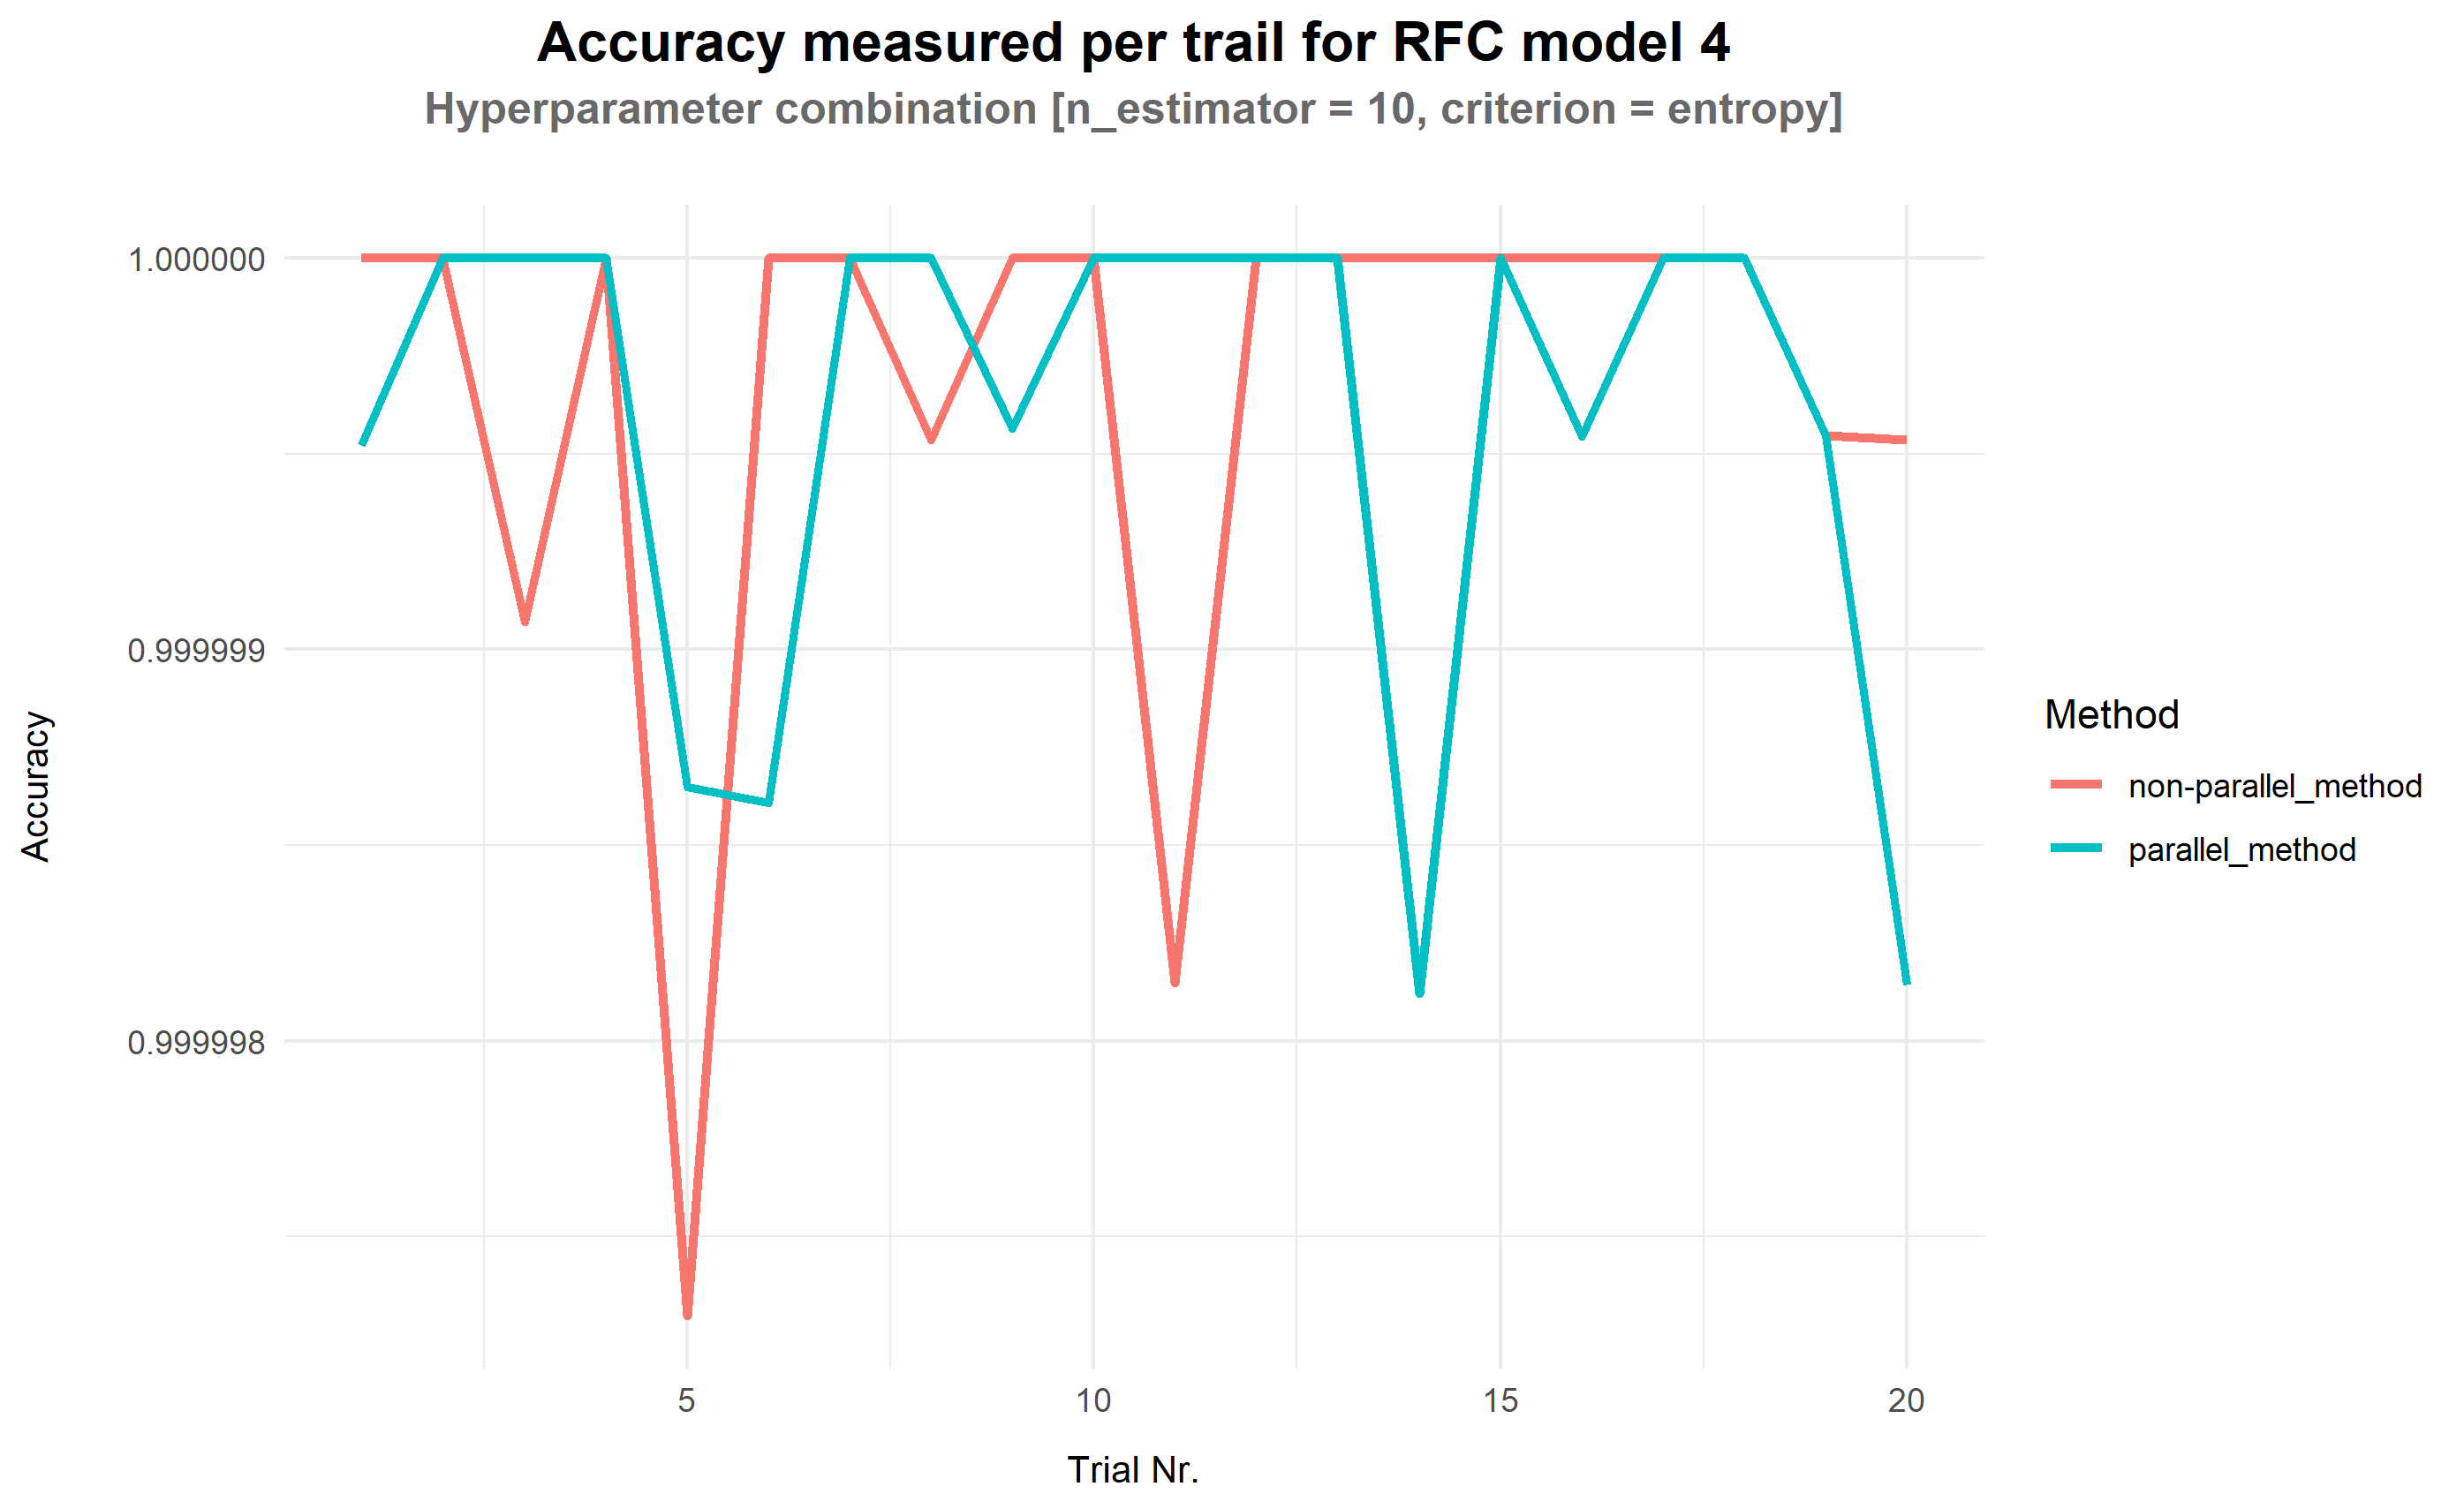 Accuracy measured per trail for RFC model 4
Hyperparameter combination [n_estimator = 10, criterion = entropy]
1.000000
0.999999
0.999998
Accuracy
5
10
15
20
Trial Nr.
Method
non-parallel_method
parallel_method